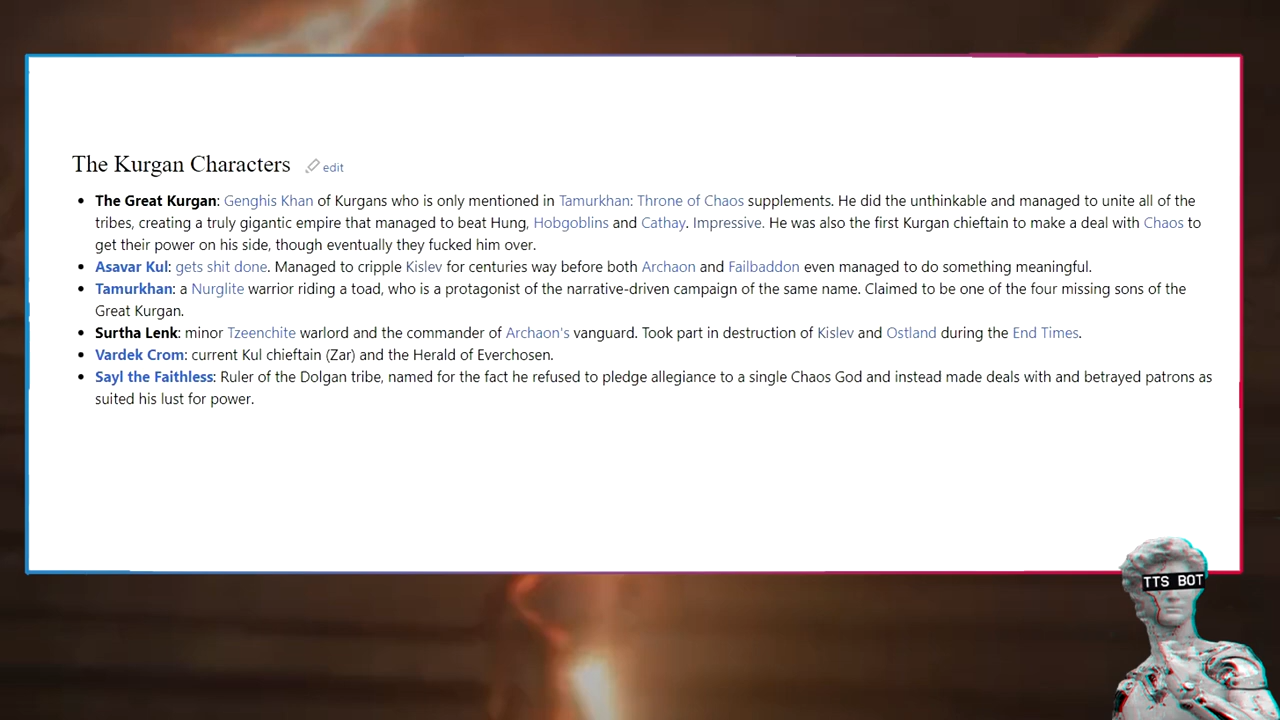 The Kurgan Characters edit
The Great Kurgan: Genghis Khan of Kurgans who is only mentioned in Tamurkhan: Throne of Chaos supplements. He did the unthinkable and managed to unite all of the
tribes, creating a truly gigantic empire that managed to beat Hung, Hobgoblins and Cathay. Impressive. He was also the first Kurgan chieftain to make a deal with Chaos to
get their power on his side, though eventually they fucked him over.
Asavar Kul: gets shit done. Managed to cripple Kislev for centuries way before both Archaon and Failbaddon even managed to do something meaningful.
Tamurkhan: a Nurglite warrior riding a toad, who is a protagonist of the narrative-driven campaign of the same name. Claimed to be one of the four missing sons of the
Great Kurgan.
Surtha Lenk: minor Tzeenchite warlord and the commander of Archaon's vanguard. Took part in destruction of Kislev and Ostland during the End Times.
Vardek Crom: current Kul chieftain (Zar) and the Herald of Everchosen.
Sayl the Faithless: Ruler of the Dolgan tribe, named for the fact he refused to pledge allegiance to a single Chaos God and instead made deals with and betrayed patrons as
suited his lust for power.
TTS BOT